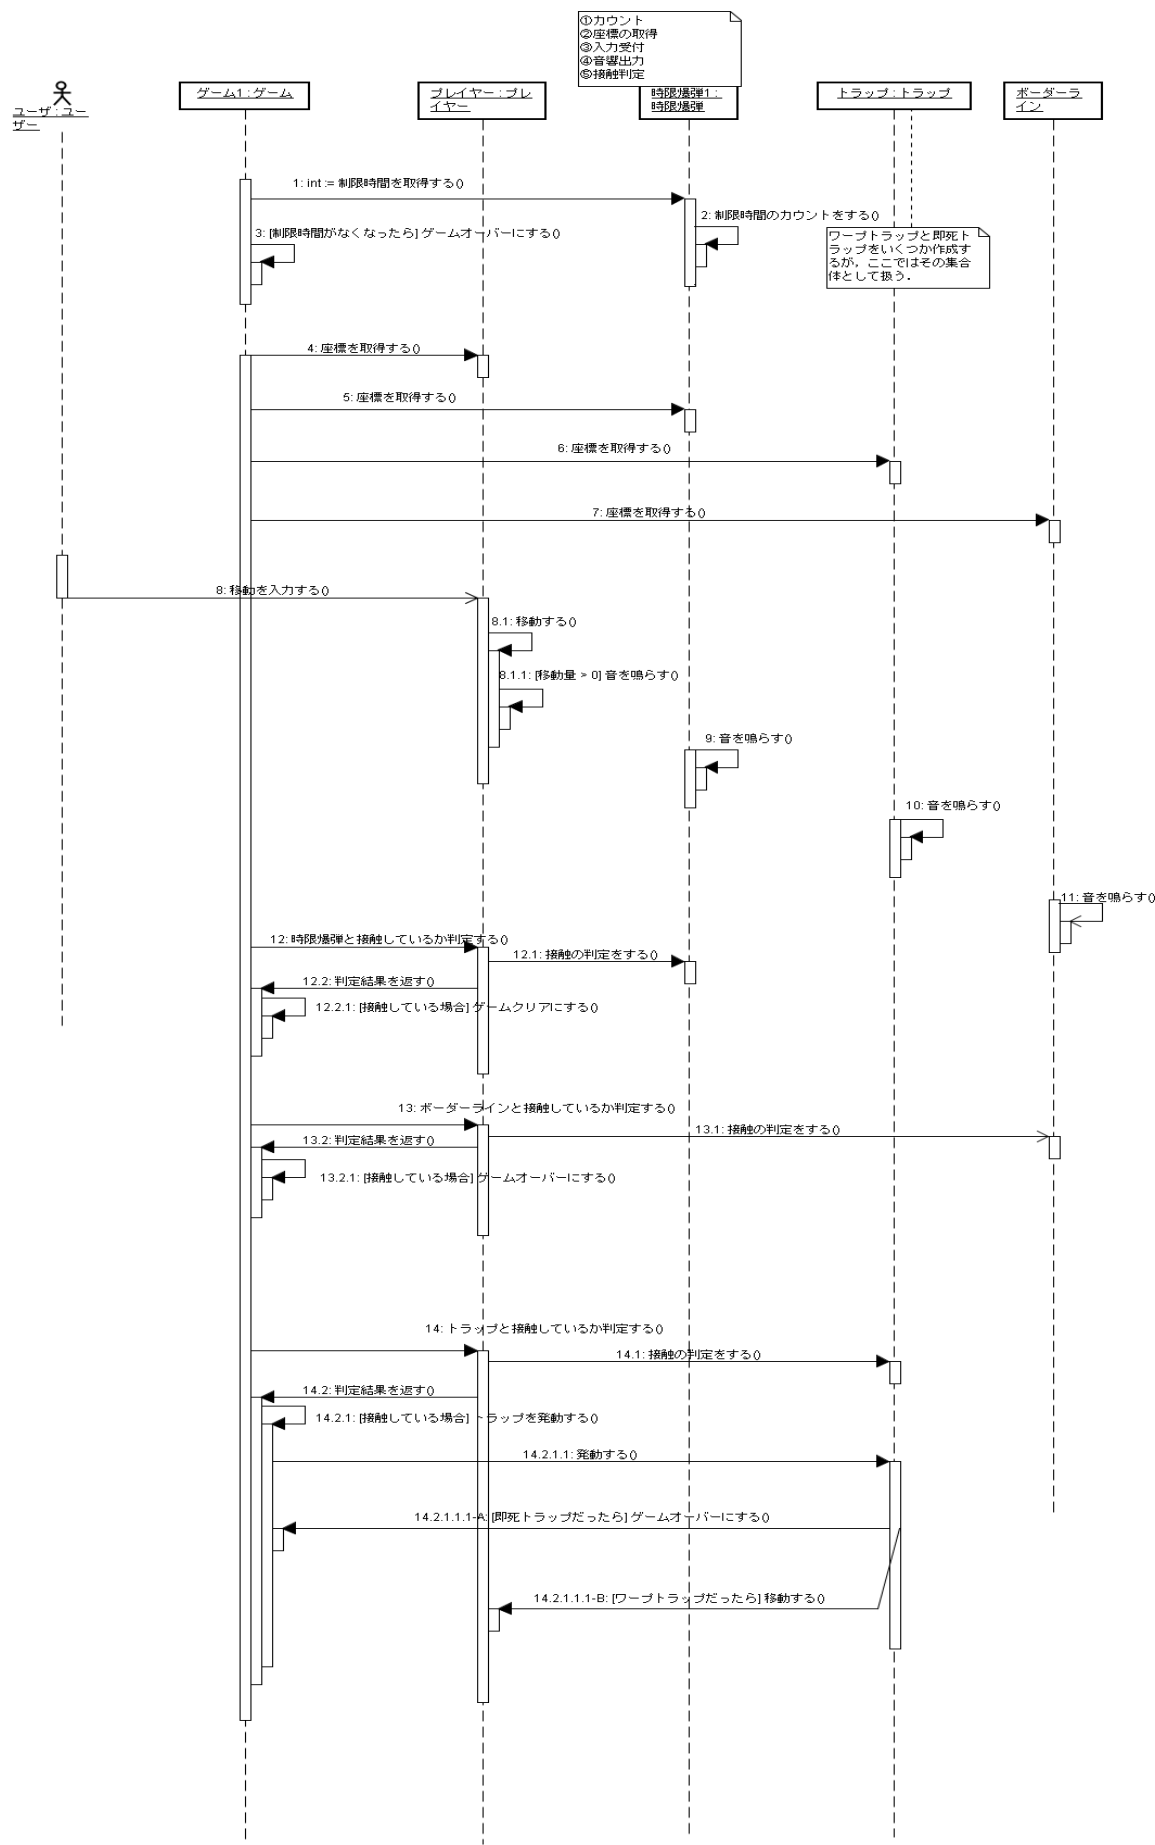 ①カウント
②座標の取得
③入力受付
④音響出力
⑤接触判定
ユーザ : ユー
ザー
ゲーム1 : ゲーム
プレイヤー : プレ
イヤー
時限爆弾1 :
時限爆弾
トラップ : トラップ
ボーダーラ
イン
1: int := 制限時間を取得する()
2: 制限時間のカウントをする()
3: [制限時間がなくなったら] ゲームオーバーにする()
ワープトラップと即死ト
ラップをいくつか作成す
るが，ここではその集合
体として扱う．
4: 座標を取得する()
5: 座標を取得する()
6: 座標を取得する()
7: 座標を取得する()
8: 移動を入力する()
8.1: 移動する()
8.1.1: [移動量 > 0] 音を鳴らす()
9: 音を鳴らす()
10: 音を鳴らす()
11: 音を鳴らす()
12: 時限爆弾と接触しているか判定する()
12.1: 接触の判定をする()
12.2: 判定結果を返す()
12.2.1: [接触している場合] ゲームクリアにする()
13: ボーダーラインと接触しているか判定する()
13.1: 接触の判定をする()
13.2: 判定結果を返す()
13.2.1: [接触している場合] ゲームオーバーにする()
14: トラップと接触しているか判定する()
14.1: 接触の判定をする()
14.2: 判定結果を返す()
14.2.1: [接触している場合] トラップを発動する()
14.2.1.1: 発動する()
14.2.1.1.1-A: [即死トラップだったら] ゲームオーバーにする()
14.2.1.1.1-B: [ワープトラップだったら] 移動する()